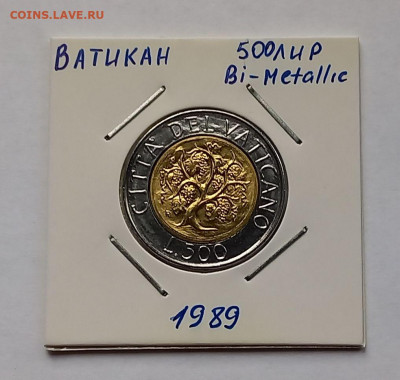 COINS.LAVE.RU
ВАТИКАН
500ЛИР
Bi-Metallic
CITTA' DEL VATICANO
L.500
1989